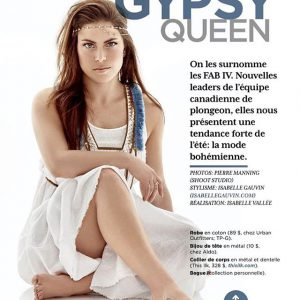 GYPSY
QUEEN
On les surnomme
les FAB IV. Nouvelles
leaders de l'équipe
canadienne de
plongeon, elles nous
présentent une
tendance forte de
l'été: la mode
bohémienne.
PHOTOS: PIERRE MANNING
(SHOOT STUDIO)
STYLISME: ISABELLE GAUVIN
(ISABELLEGAUVIN.COM)
RÉALISATION: ISABELLE VALLÉE
Robe en coton (89 $, chez Urban
Outfitters; TP-G).
Bijou de tête en métal (10 $,
chez Aldo).
Collier de corps en métal et dentelle
(This Ilk, 328 $, thisilk.com).
Bague (collection personnelle).